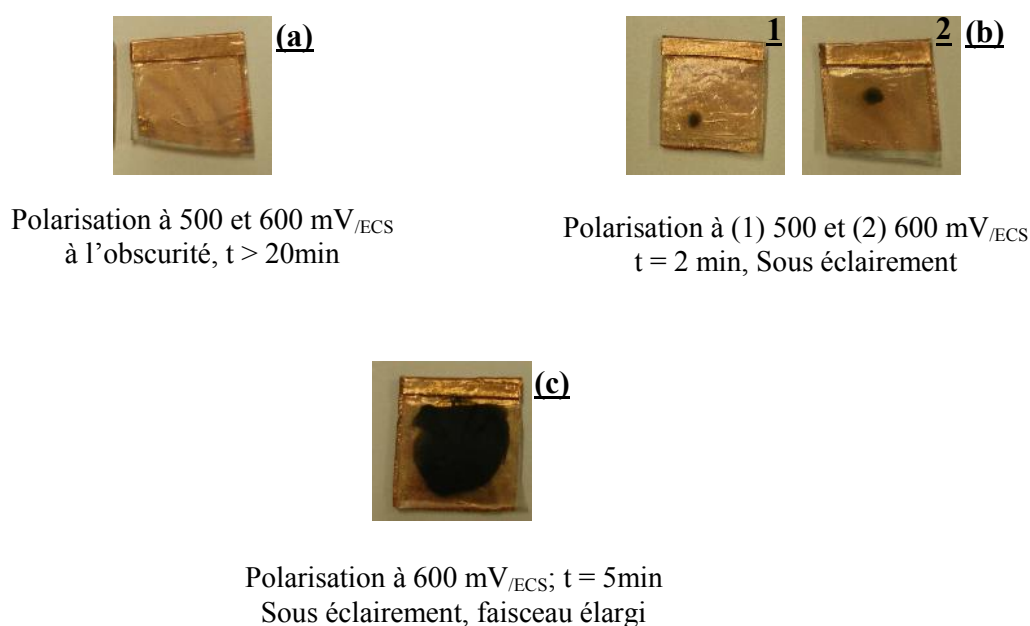 (a)
1
2
(b)
Polarisation à 500 et 600 mV/ECS
à l'obscurité, t > 20min
Polarisation à (1) 500 et (2) 600 mV/ECS
t = 2 min, Sous éclairement
(c)
Polarisation à 600 mV/ECS; t = 5min
Sous éclairement, faisceau élargi